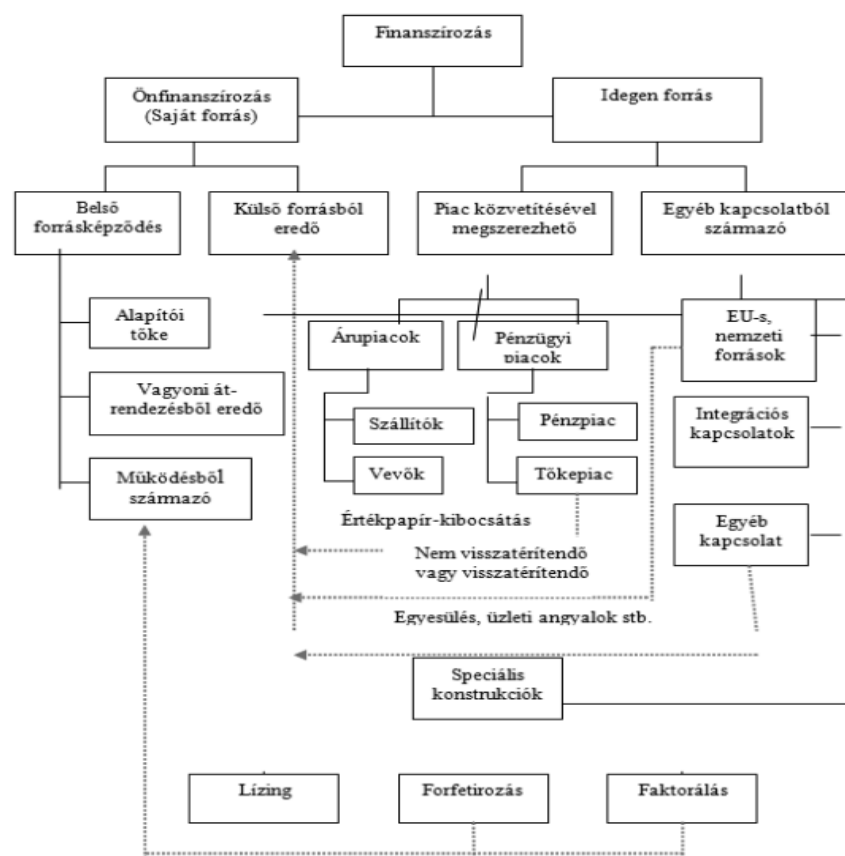 Finanszírozás
Önfinanszírozás
(Saját forrás)
Idegen forrás
Belső
forrásképződés
Külső forrásból
eredő
Piac közvetítésével
megszerezhető
Egyéb kapcsolatból
származó
Alapítói
tőke
Árupiacok
Pénzügyi
piacok
EU-s,
nemzeti
források
Vagyoni át-
rendezésből eredő
Szállítók
Pénzpiac
Integrációs
kapcsolatok
Működésből
származó
Vevők
Tőkepiac
Értékpapír-kibocsátás
Egyéb
kapcsolat
Nem visszatérítendő
vagy visszatérítendő
Egyesülés, üzleti angyalok stb.
Speciális
konstrukciók
Lízing
Forfetirozás
Faktorálás